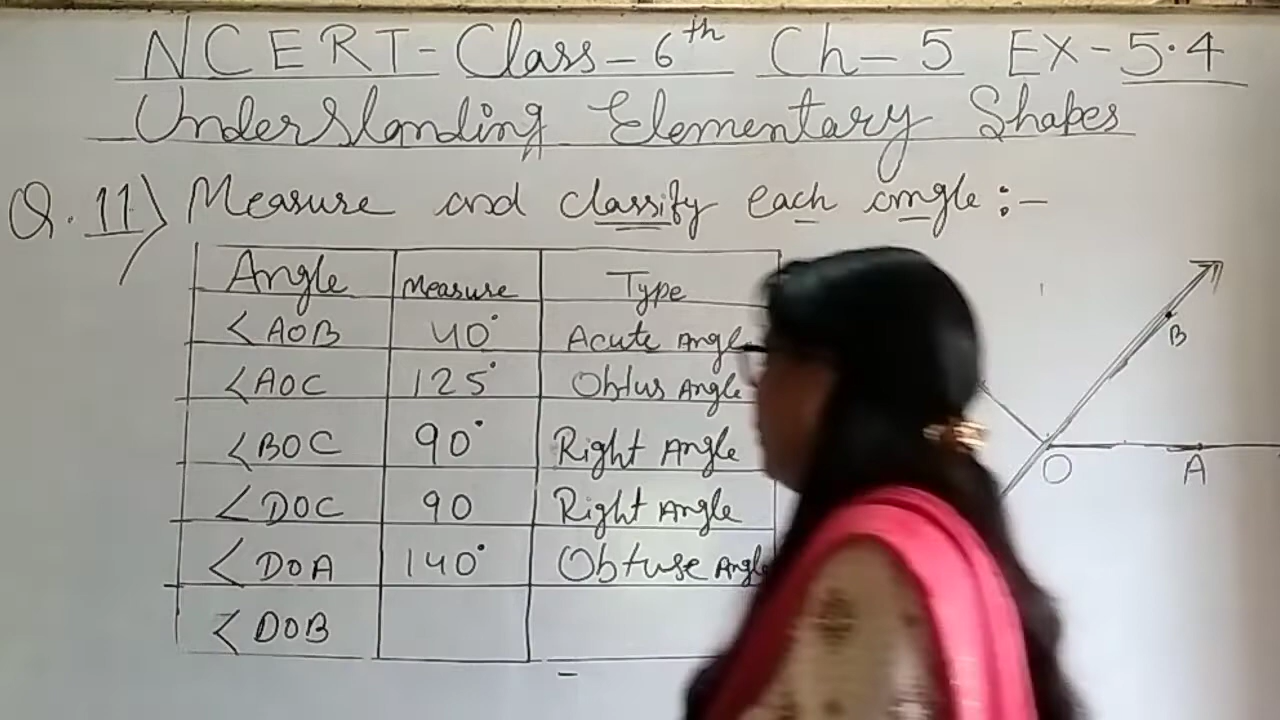 NCERT-Class-6th Ch-5 EX-5.4
Understanding Elementary Shapes
Q. 11) Measure and classify each angle :-
Angle Measure Type
<AOB 40° Acute Angle
<AOC 125° Obtus Angle
<BOC 90° Right Angle
<DOC 90 Right Angle
<DOA 140° Obtuse Angle
<DOB
B
O A